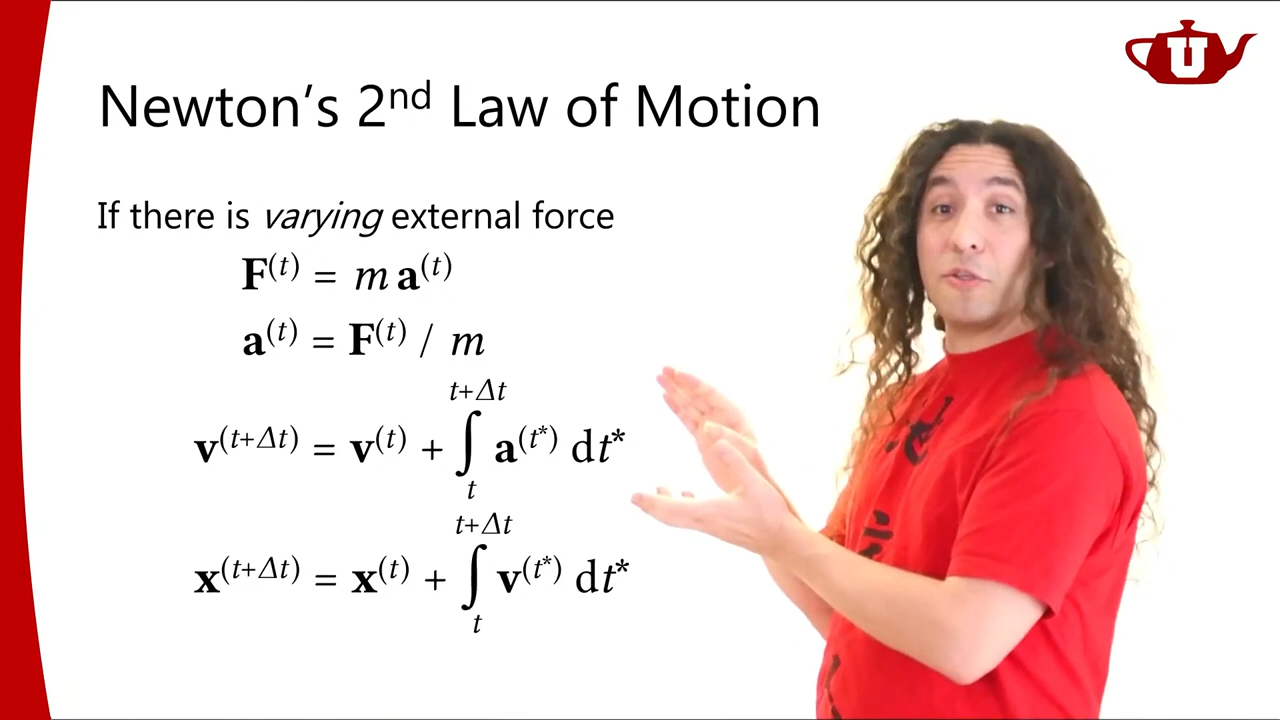 U
Newton's 2nd Law of Motion
If there is varying external force
F^(t) = m a^(t)
a^(t) = F^(t) / m
v^(t+Δt) = v^(t) + ∫_t^{t+Δt} a^(t*) dt*
x^(t+Δt) = x^(t) + ∫_t^{t+Δt} v^(t*) dt*